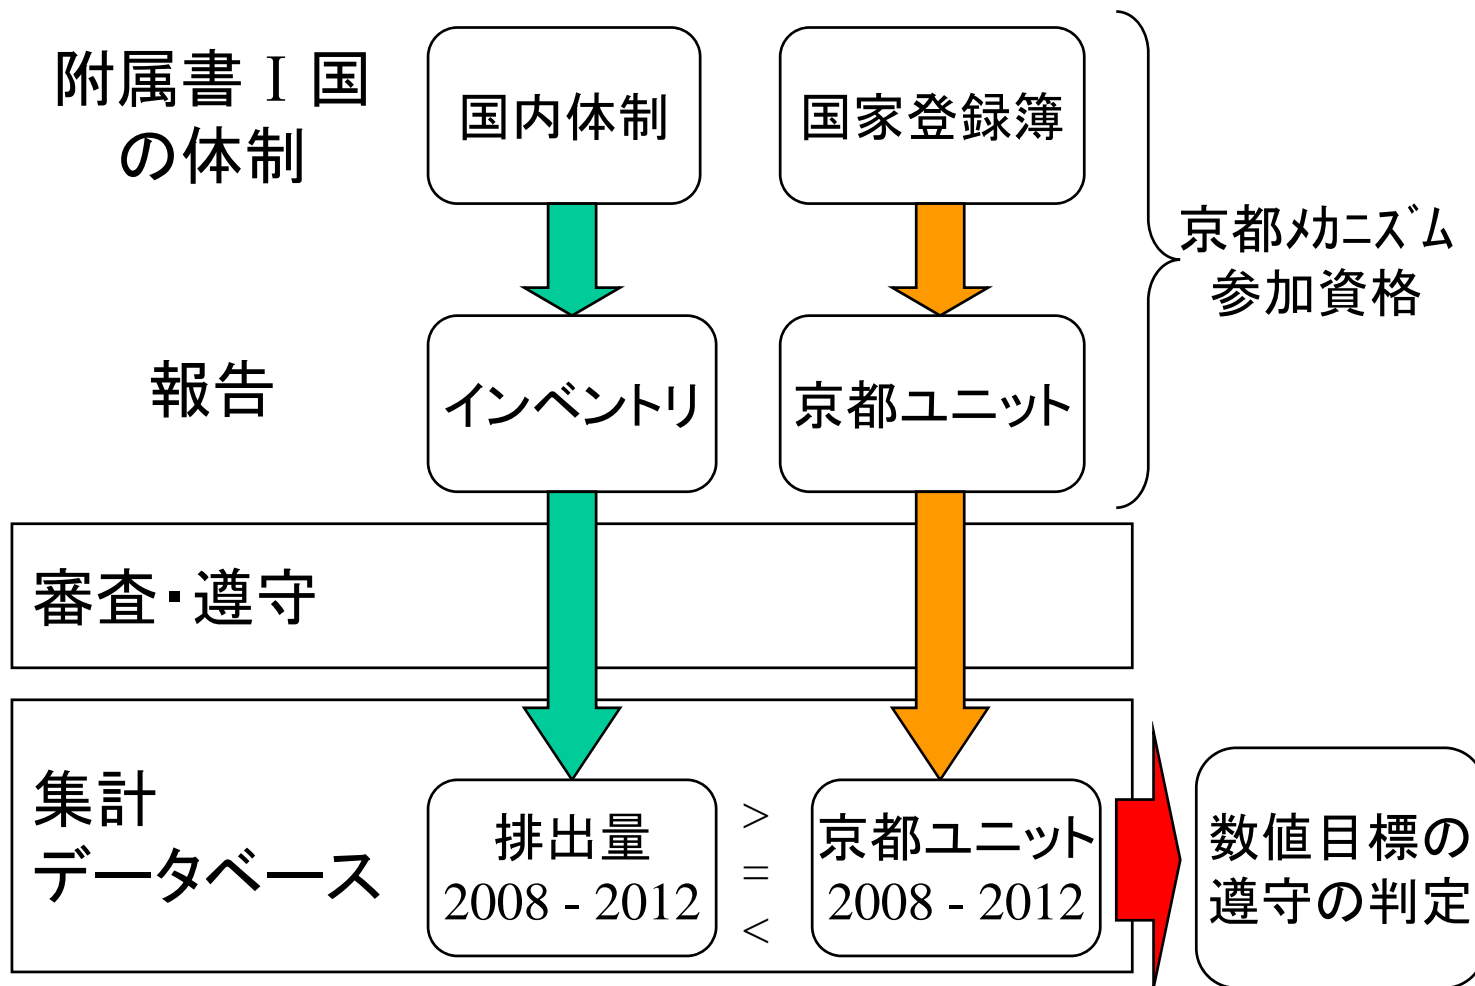 附属書Ⅰ国
の体制
国内体制
国家登録簿
京都ﾒｶﾆｽﾞﾑ
参加資格
報告
インベントリ
京都ユニット
審査・遵守
集計
データベース
排出量
2008 - 2012
>
=
<
京都ユニット
2008 - 2012
数値目標の
遵守の判定